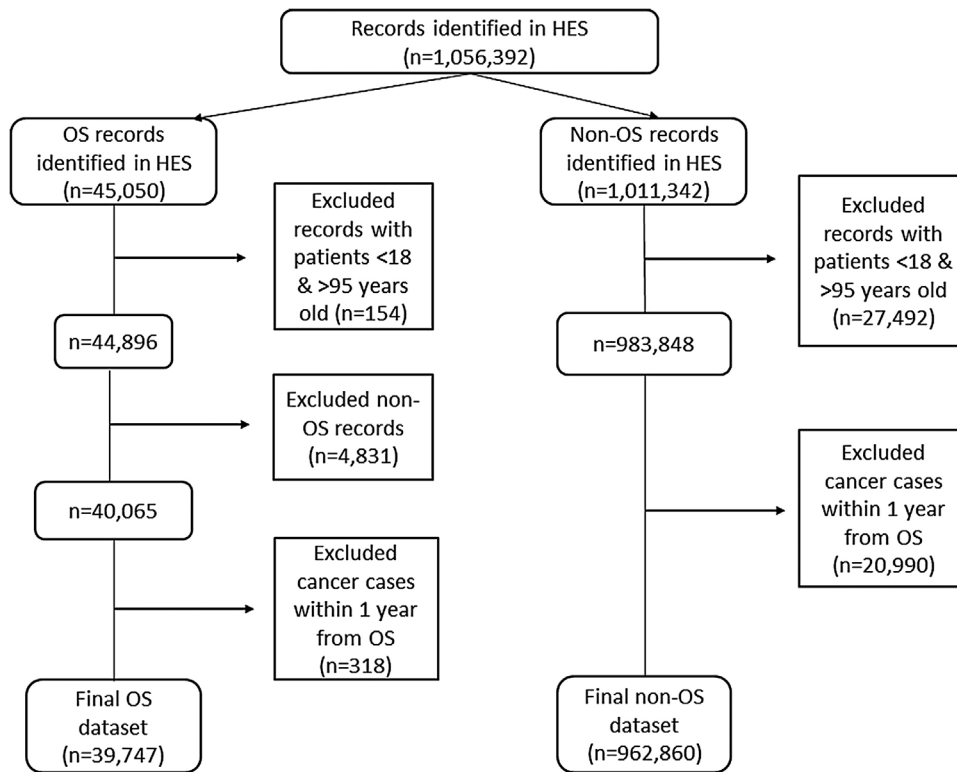 Records identified in HES
(n=1,056,392)
OS records
identified in HES
(n=45,050)
Non-OS records
identified in HES
(n=1,011,342)
Excluded
records with
patients <18
& >95 years
old (n=154)
Excluded
records with
patients <18 &
>95 years old
(n=27,492)
n=44,896
n=983,848
Excluded non-
OS records
(n=4,831)
Excluded
cancer cases
within 1 year
from OS
(n=20,990)
n=40,065
Excluded
cancer cases
within 1 year
from OS
(n=318)
Final OS
dataset
(n=39,747)
Final non-OS
dataset
(n=962,860)